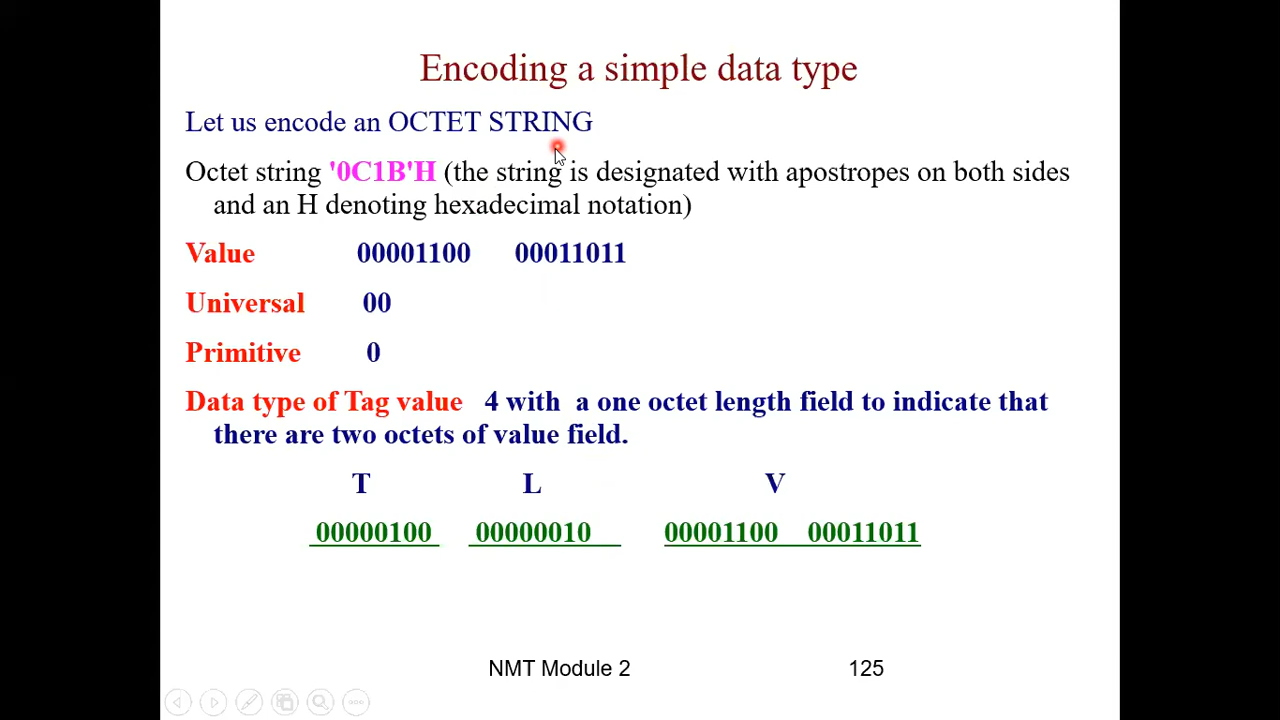 Encoding a simple data type
Let us encode an OCTET STRING
Octet string '0C1B'H (the string is designated with apostropes on both sides
and an H denoting hexadecimal notation)
Value 00001100 00011011
Universal 00
Primitive 0
Data type of Tag value 4 with a one octet length field to indicate that
there are two octets of value field.
T L V
00000100 00000010 00001100 00011011
NMT Module 2 125